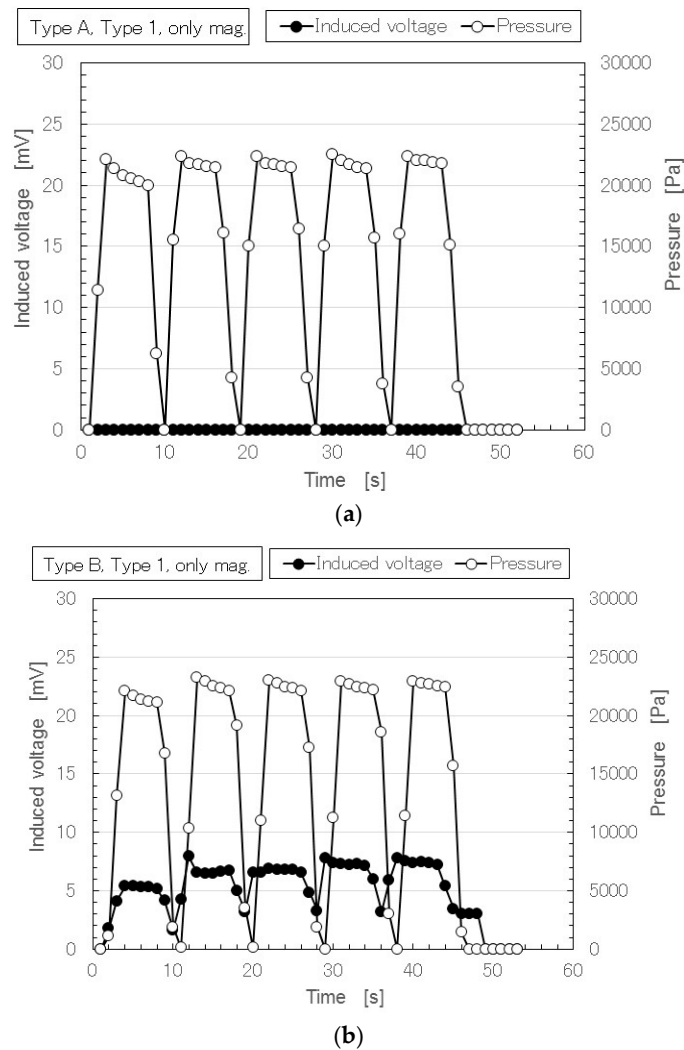 Type A, Type 1, only mag. Induced voltage Pressure
30 30000
25 25000
20 20000
15 15000
10 10000
5 5000
0 0
Induced voltage [mV]
Pressure [Pa]
0 10 20 30 40 50 60
Time [s]
(a)
Type B, Type 1, only mag. Induced voltage Pressure
30 30000
25 25000
20 20000
15 15000
10 10000
5 5000
0 0
Induced voltage [mV]
Pressure [Pa]
0 10 20 30 40 50 60
Time [s]
(b)